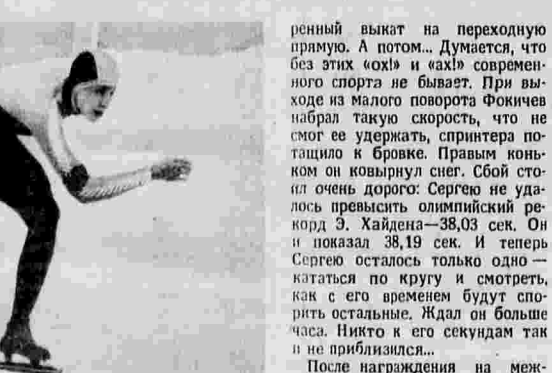 ренный выкат на переходную
прямую. А потом... Думается, что
без этих «ох!» и «ах!» современ-
ного спорта не бывает. При вы-
ходе из малого поворота Фокичев
набрал такую скорость, что не
смог ее удержать, спринтера по-
тащило к бровке. Правым конь-
ком он ковырнул снег. Сбой сто-
ил очень дорого: Сергею не уда-
лось превысить олимпийский ре-
корд Э. Хайдена—38,03 сек. Он
и показал 38,19 сек. И теперь
Сергею осталось только одно —
кататься по кругу и смотреть,
как с его временем будут спо-
рить остальные. Ждал он больше
часа. Никто к его секундам так
и не приблизился...
После награждения на меж-